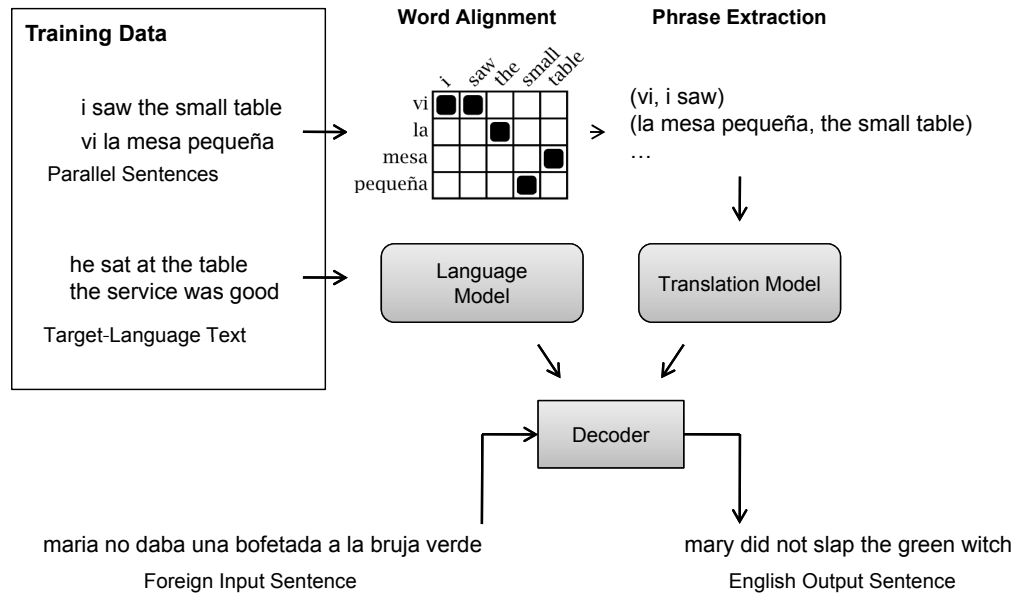 Training Data
i saw the small table
vi la mesa pequeña
Parallel Sentences
he sat at the table
the service was good
Target-Language Text
Word Alignment
i saw the small table
vi
la
mesa
pequeña
Phrase Extraction
(vi, i saw)
(la mesa pequeña, the small table)
…
Language
Model
Translation Model
Decoder
maria no daba una bofetada a la bruja verde
Foreign Input Sentence
mary did not slap the green witch
English Output Sentence